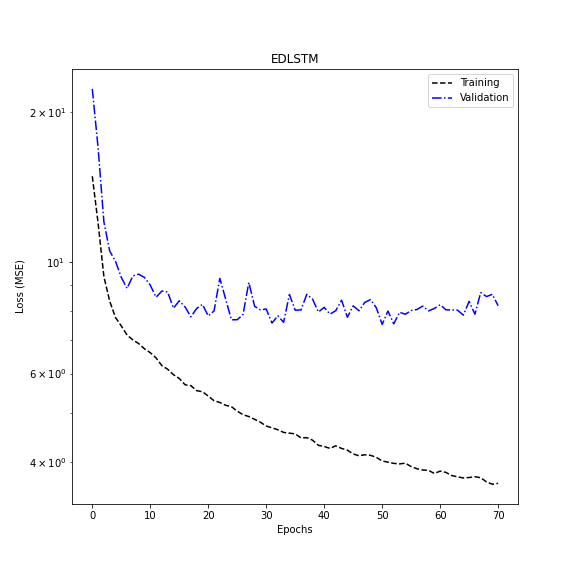 EDLSTM
Training
Validation
2 × 10¹
10¹
6 × 10⁰
4 × 10⁰
Loss (MSE)
0 10 20 30 40 50 60 70
Epochs